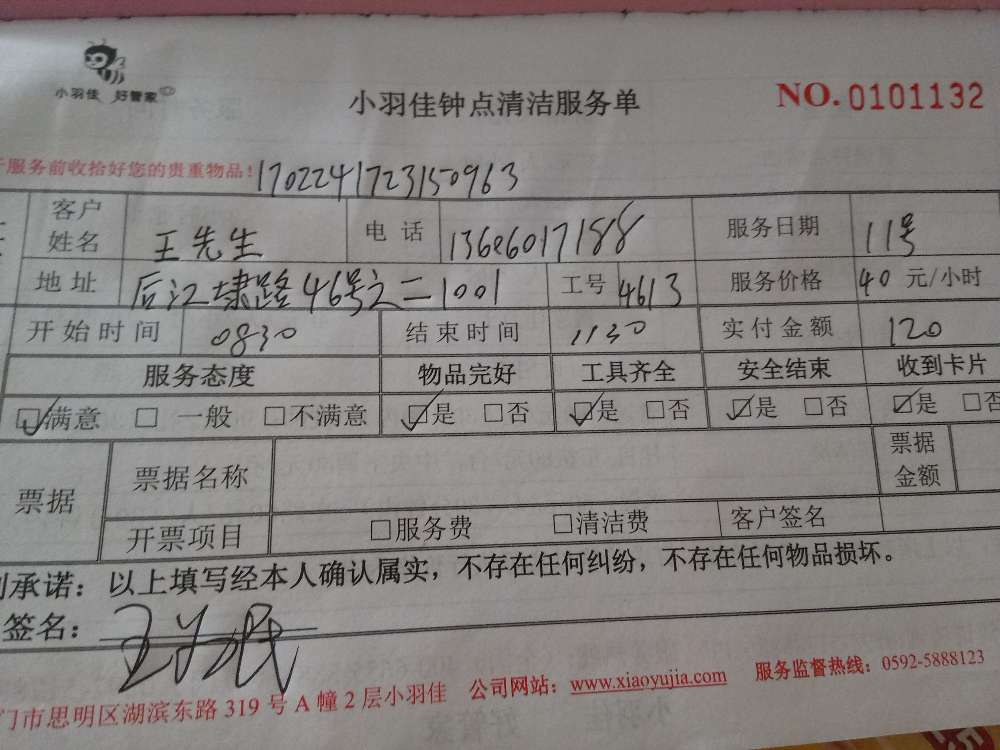 小羽佳 好管家
小羽佳钟点清洁服务单
NO. 0101132
于服务前收拾好您的贵重物品! 1702241723150963
客户姓名 王先生 电话 13606017188 服务日期 11号
地址 后江埭路46号之二1001 工号 4613 服务价格 40 元/小时
开始时间 0830 结束时间 1130 实付金额 120
服务态度 物品完好 工具齐全 安全结束 收到卡片
☑满意 □ 一般 □不满意 ☑是 □否 ☑是 □否 ☑是 □否 ☑是 □否
票据 票据名称 票据金额
开票项目 □服务费 □清洁费 客户签名
承诺：以上填写经本人确认属实，不存在任何纠纷，不存在任何物品损坏。
签名：
门市思明区湖滨东路 319 号 A 幢 2 层小羽佳 公司网站：www.xiaoyujia.com 服务监督热线：0592-5888123